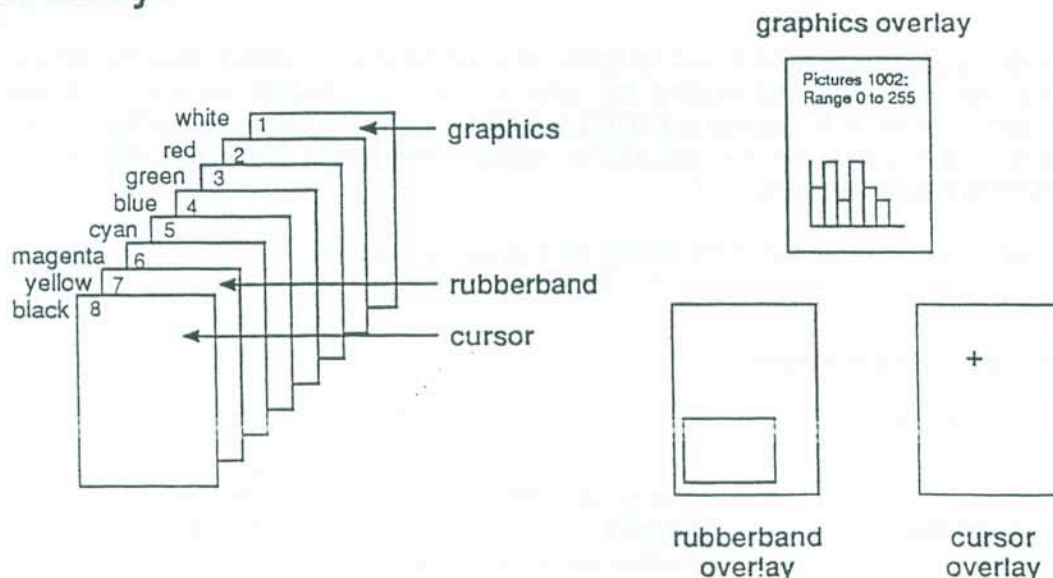 graphics overlay
Pictures 1002:
Range 0 to 255
white 1
graphics
red 2
green 3
blue 4
cyan 5
magenta 6
yellow 7
rubberband
black 8
cursor
rubberband
overlay
cursor
overlay